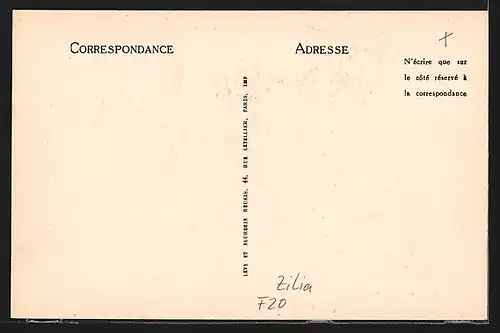 CORRESPONDANCE
ADRESSE
N'écrire que sur
le côté réservé à
la correspondance
LÉVY ET NEURDEIN RÉUNIS, 44, RUE LETELLIER, PARIS, IMP
Zilia
F20